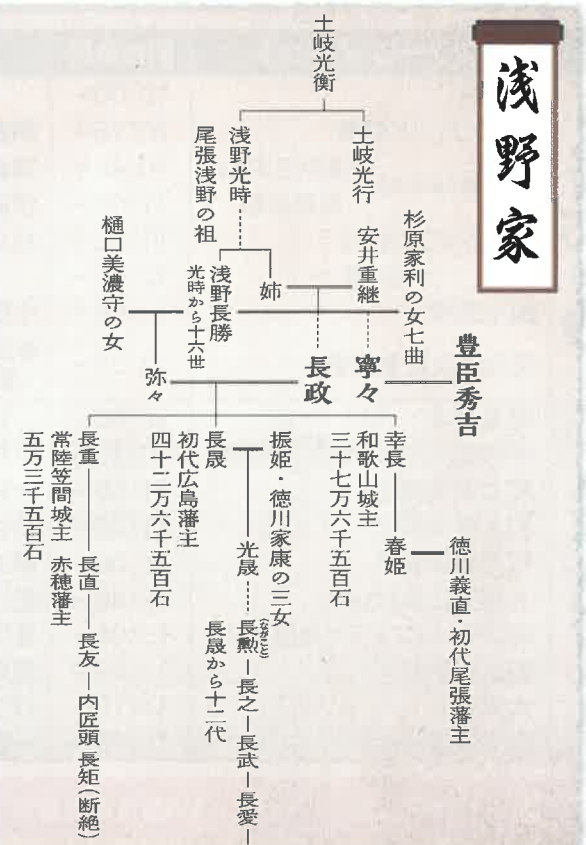 浅野家
土岐光衡
土岐光行
浅野光時
尾張浅野の祖
杉原家利の女七曲
安井重継
姉
浅野長勝
光時から十六世
樋口美濃守の女
豊臣秀吉
寧々
長政
弥々
徳川義直・初代尾張藩主
幸長
春姫
和歌山城主
三十七万六千五百石
振姫・徳川家康の三女
長晟
光晟
長勲
(ながこと)
長之
長武
長愛
長晟から十二代
初代広島藩主
四十二万六千五百石
長重
長直
長友
内匠頭 長矩(断絶)
常陸笠間城主
赤穂藩主
五万三千五百石